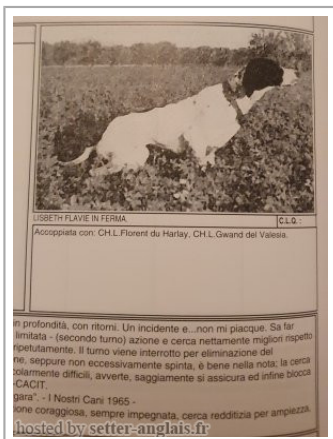 LISBETH FLAVIE IN FERMA.
C.L.Q.:
Accoppiata con: CH.L.Florent du Harlay, CH.L.Gwand del Valesia.
in profondità, con ritorni. Un incidente e...non mi piacque. Sa far
limitata - (secondo turno) azione e cerca nettamente migliori rispetto
ripetutamente. Il turno viene interrotto per eliminazione del
ne, seppure non eccessivamente spinta, è bene nella nota; la cerca
colarmente difficili, avverte, saggiamente si assicura ed infine blocca
-CACIT.
gara". - I Nostri Cani 1965 -
ione coraggiosa, sempre impegnata, cerca redditizia per ampiezza,
hosted by setter-anglais.fr